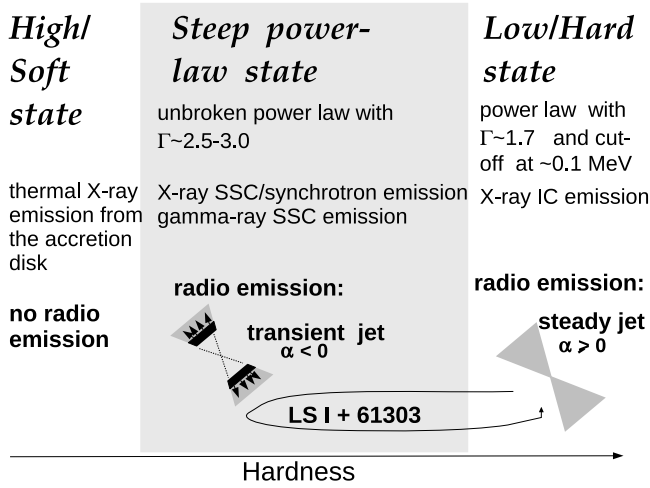 High/
Soft
state
thermal X-ray
emission from
the accretion
disk
no radio
emission
Steep power-
law state
unbroken power law with
Γ~2.5-3.0
X-ray SSC/synchrotron emission
gamma-ray SSC emission
radio emission:
transient jet
α < 0
Low/Hard
state
power law with
Γ~1.7 and cut-
off at ~0.1 MeV
X-ray IC emission
radio emission:
steady jet
α ⩾ 0
LS I + 61303
Hardness